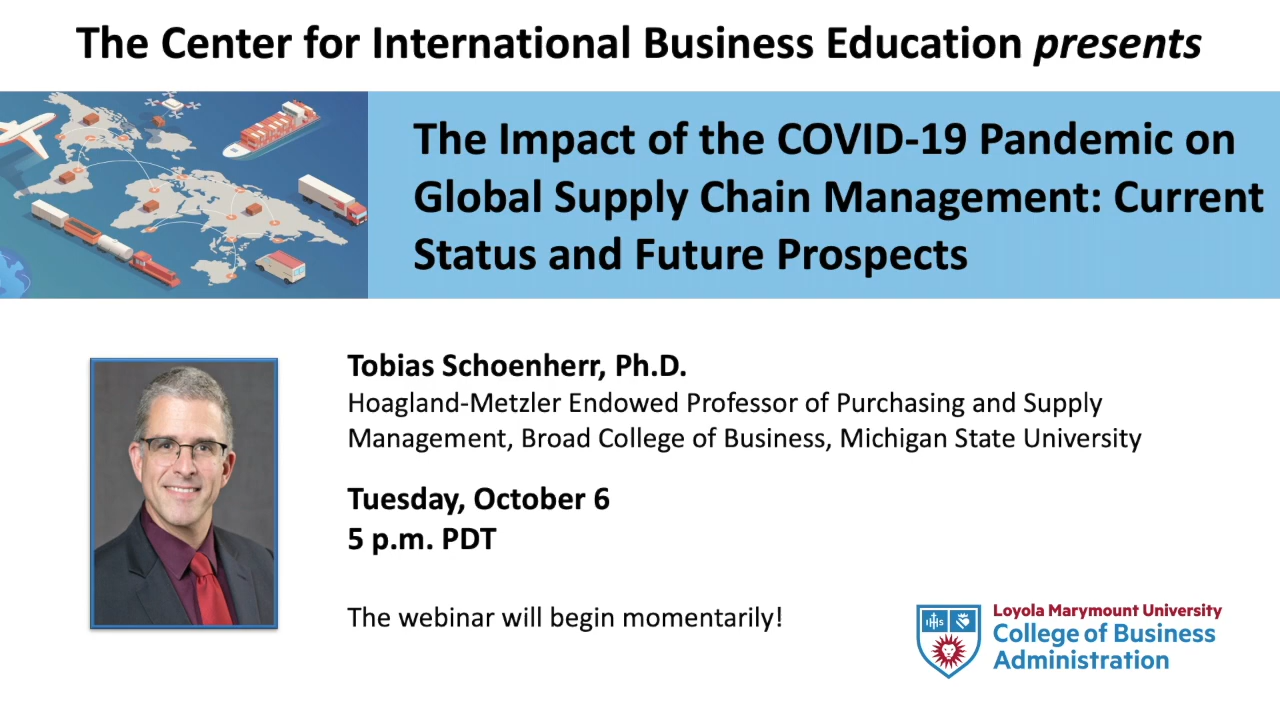 The Center for International Business Education presents
The Impact of the COVID-19 Pandemic on
Global Supply Chain Management: Current
Status and Future Prospects
Tobias Schoenherr, Ph.D.
Hoagland-Metzler Endowed Professor of Purchasing and Supply
Management, Broad College of Business, Michigan State University
Tuesday, October 6
5 p.m. PDT
The webinar will begin momentarily!
IHS
Loyola Marymount University
College of Business
Administration